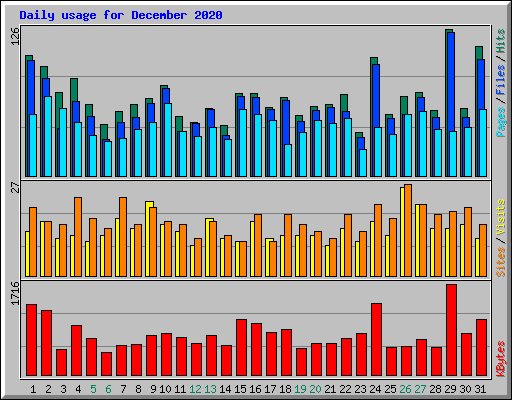 Daily usage for December 2020
126
Pages / Files / Hits
27
Sites / Visits
1716
KBytes
1 2 3 4 5 6 7 8 9 10 11 12 13 14 15 16 17 18 19 20 21 22 23 24 25 26 27 28 29 30 31